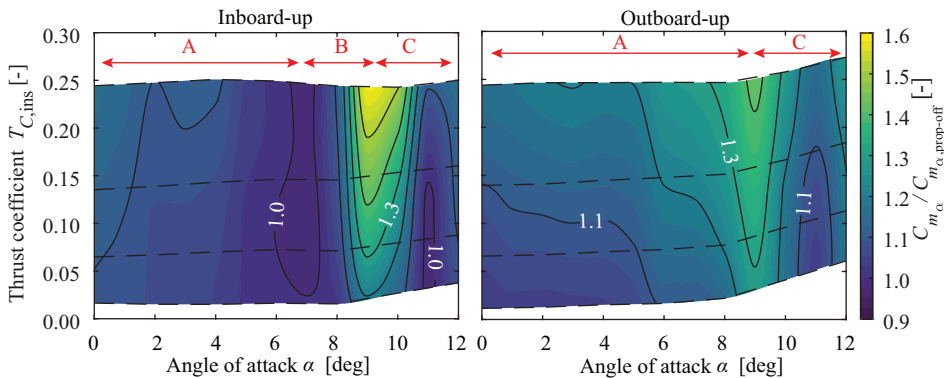 Inboard-up
Outboard-up
A
B
C
A
C
Thrust coefficient T_C,ins [-]
0.30
0.25
0.20
0.15
0.10
0.05
0.00
1.0
1.3
1.0
1.1
1.3
1.1
0 2 4 6 8 10 12
0 2 4 6 8 10 12
Angle of attack α [deg]
Angle of attack α [deg]
1.6
1.5
1.4
1.3
1.2
1.1
1.0
0.9
C_mα / C_mα,prop-off [-]